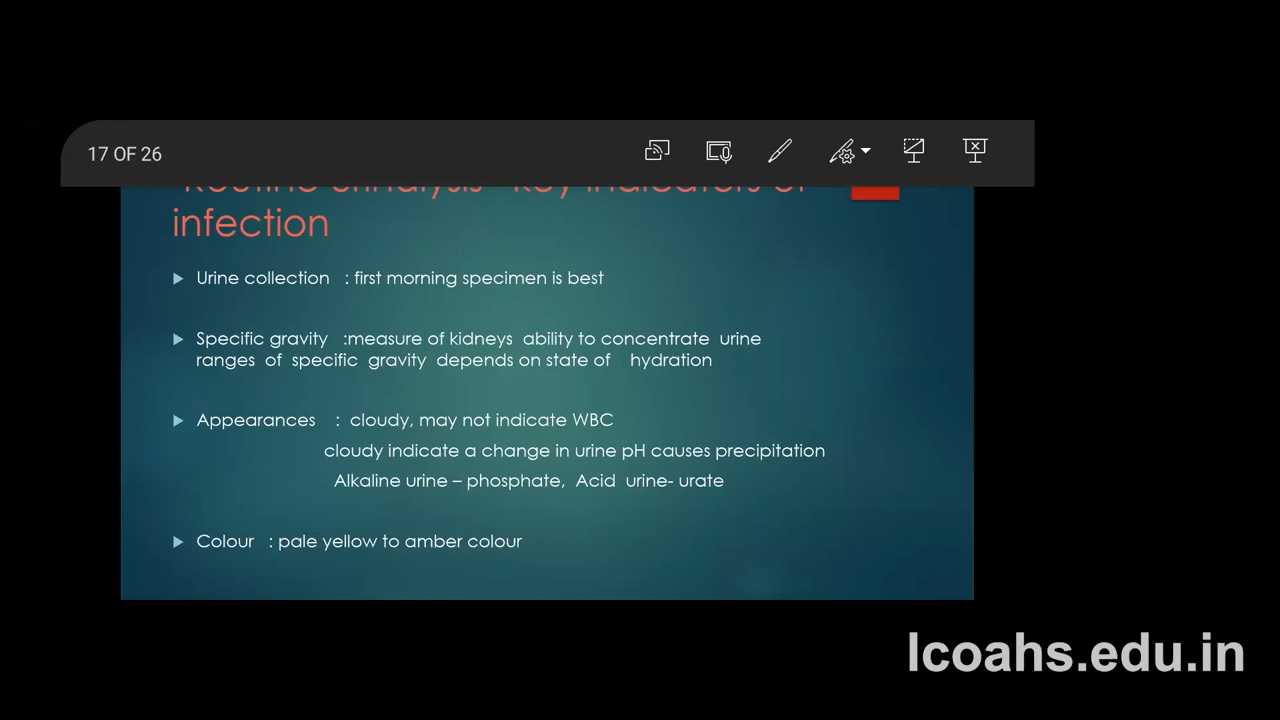 17 OF 26
Routine urinalysis - key indicators of
infection
Urine collection : first morning specimen is best
Specific gravity :measure of kidneys ability to concentrate urine
ranges of specific gravity depends on state of hydration
Appearances : cloudy, may not indicate WBC
cloudy indicate a change in urine pH causes precipitation
Alkaline urine – phosphate, Acid urine- urate
Colour : pale yellow to amber colour
lcoahs.edu.in